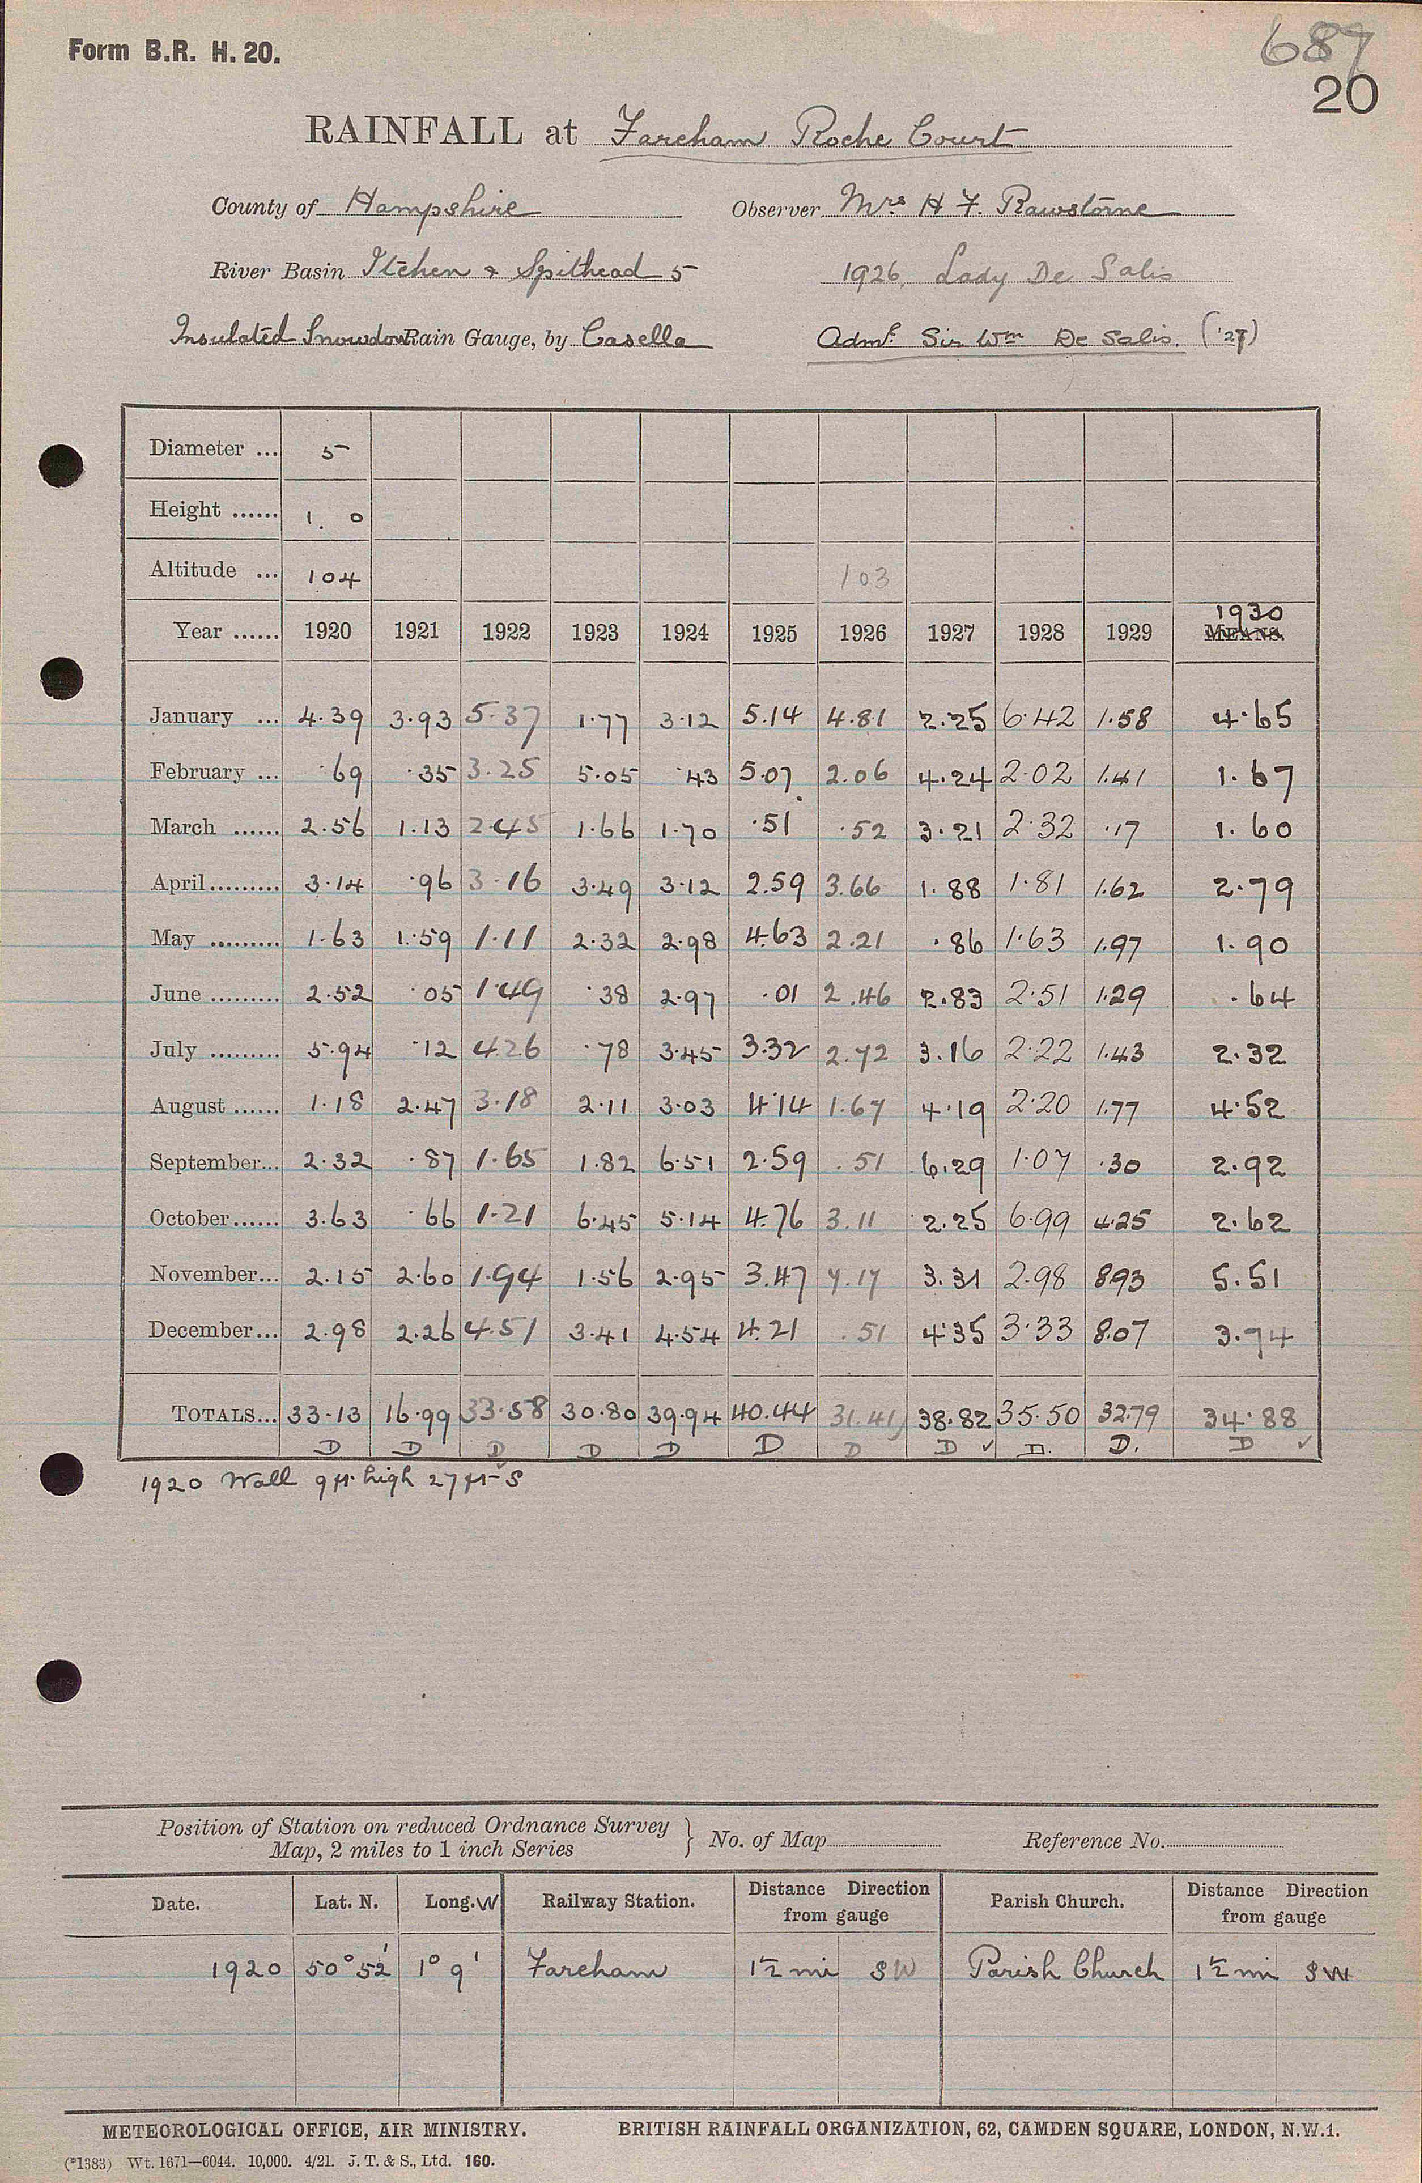 Form B.R. H. 20.
687
20
RAINFALL at Fareham Roche Court
County of Hampshire Observer Mrs H F. Rawstorne
River Basin Itchen & Spithead 5 1926, Lady De Salis
Insulated Snowdon Rain Gauge, by Casella Adml. Sir Wm De Salis. ('27)
Diameter ... 5
Height ...... 1. 0
Altitude ... 104 103
1930
Year ...... 1920 1921 1922 1923 1924 1925 1926 1927 1928 1929 MEANS.
January ... 4.39 3.93 5.37 1.77 3.12 5.14 4.81 2.25 6.42 1.58 4.65
February ... .69 .35 3.25 5.05 .43 5.07 2.06 4.24 2.02 1.41 1.67
March ...... 2.56 1.13 2.45 1.66 1.70 .51 .52 3.21 2.32 .17 1.60
April......... 3.14 .96 3.16 3.49 3.12 2.59 3.66 1.88 1.81 1.62 2.79
May ......... 1.63 1.59 1.11 2.32 2.98 4.63 2.21 .86 1.63 1.97 1.90
June ......... 2.52 .05 1.49 .38 2.97 .01 2.46 2.83 2.51 1.29 .64
July ......... 5.94 .12 4.26 .78 3.45 3.32 2.72 3.16 2.22 1.43 2.32
August ...... 1.18 2.47 3.18 2.11 3.03 4.14 1.67 4.19 2.20 1.77 4.52
September... 2.32 .87 1.65 1.82 6.51 2.59 .51 6.29 1.07 .30 2.92
October...... 3.63 .66 1.21 6.45 5.14 4.76 3.11 2.25 6.99 4.25 2.62
November... 2.15 2.60 1.94 1.56 2.95 3.47 7.17 3.31 2.98 8.93 5.51
December... 2.98 2.26 4.51 3.41 4.54 4.21 .51 4.35 3.33 8.07 3.74
TOTALS... 33.13 16.99 33.58 30.80 39.94 40.44 31.41 38.82 35.50 32.79 34.88
D D D D D D D D ✓ D. D. D ✓
1920 Wall 9 ft. high 27 ft S
Position of Station on reduced Ordnance Survey
Map, 2 miles to 1 inch Series } No. of Map Reference No.
Date. Lat. N. Long. W Railway Station. Distance Direction from gauge Parish Church. Distance Direction from gauge
1920 50° 52' 1° 9' Fareham 1½ mi SW Parish Church 1½ mi SW
METEOROLOGICAL OFFICE, AIR MINISTRY. BRITISH RAINFALL ORGANIZATION, 62, CAMDEN SQUARE, LONDON, N.W.1.
(*1383) Wt. 1671—6044. 10,000. 4/21. J. T. & S., Ltd. 160.